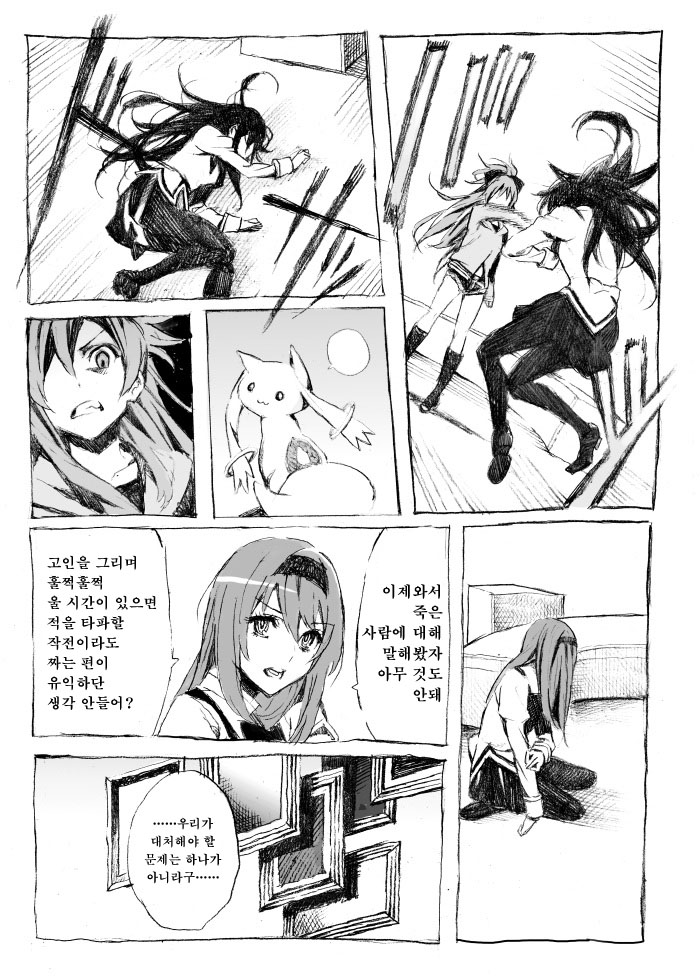 이제와서
죽은
사람에 대해
말해봤자
아무 것도
안돼
고인을 그리며
훌쩍훌쩍
울 시간이 있으면
적을 타파할
작전이라도
짜는 편이
유익하단
생각 안들어?
……우리가
대처해야 할
문제는 하나가
아니라구……